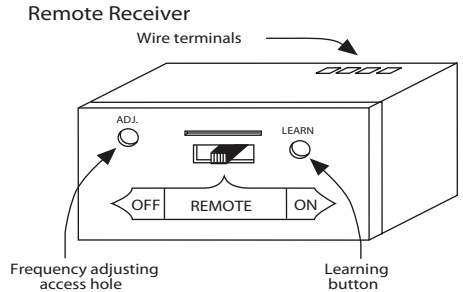 Remote Receiver
Wire terminals
ADJ.
LEARN
OFF
REMOTE
ON
Frequency adjusting
access hole
Learning
button